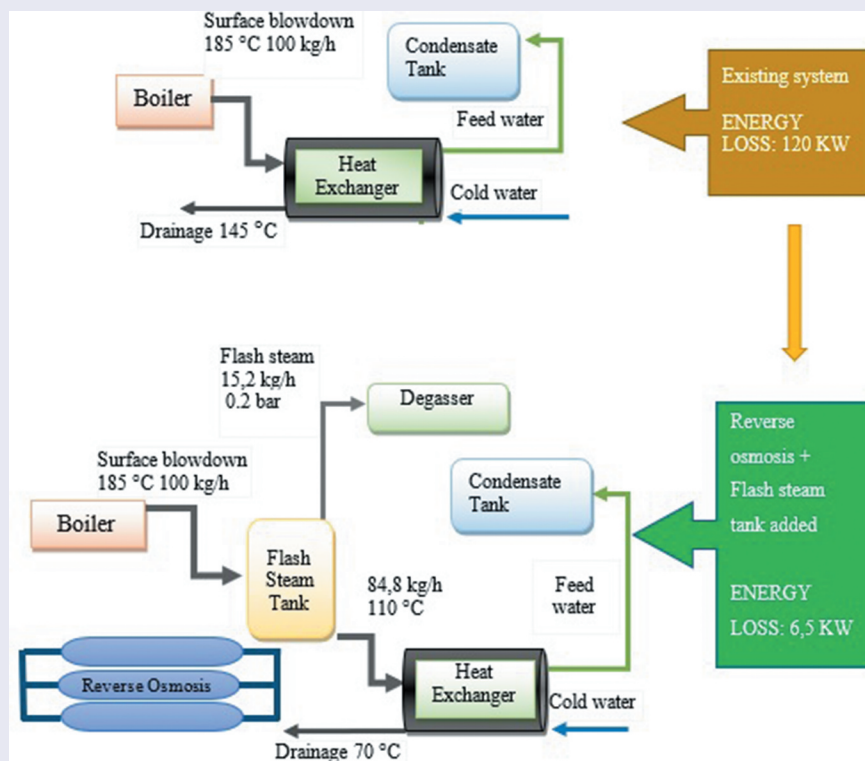 Surface blowdown
185 °C 100 kg/h
Condensate
Tank
Boiler
Feed water
Heat
Exchanger
Cold water
Drainage 145 °C
Existing system
ENERGY
LOSS: 120 KW
Flash steam
15,2 kg/h
0.2 bar
Degasser
Surface blowdown
185 °C 100 kg/h
Boiler
Flash
Steam
Tank
Condensate
Tank
84,8 kg/h
110 °C
Feed
water
Reverse Osmosis
Heat
Exchanger
Cold water
Drainage 70 °C
Reverse
osmosis +
Flash steam
tank added
ENERGY
LOSS: 6,5 KW